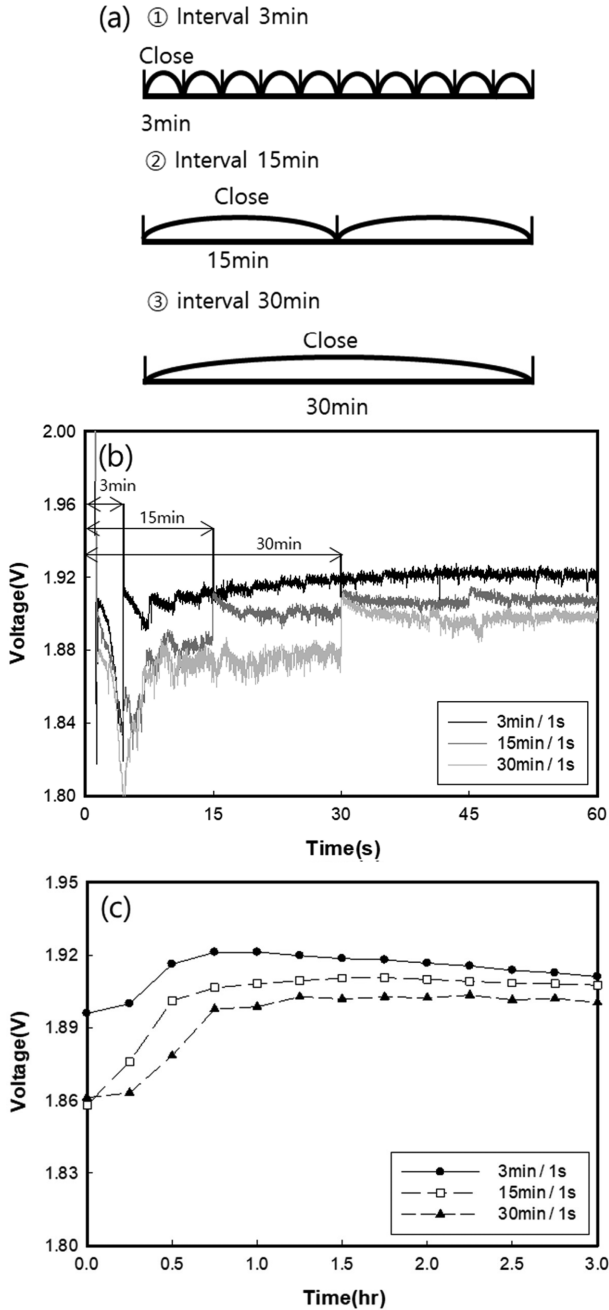 (a) ① Interval 3min
Close
3min
② Interval 15min
Close
15min
③ interval 30min
Close
30min
(b)
2.00
1.96
1.92
1.88
1.84
1.80
Voltage(V)
3min
15min
30min
3min / 1s
15min / 1s
30min / 1s
0 15 30 45 60
Time(s)
(c)
1.95
1.92
1.89
1.86
1.83
1.80
Voltage(V)
3min / 1s
15min / 1s
30min / 1s
0.0 0.5 1.0 1.5 2.0 2.5 3.0
Time(hr)